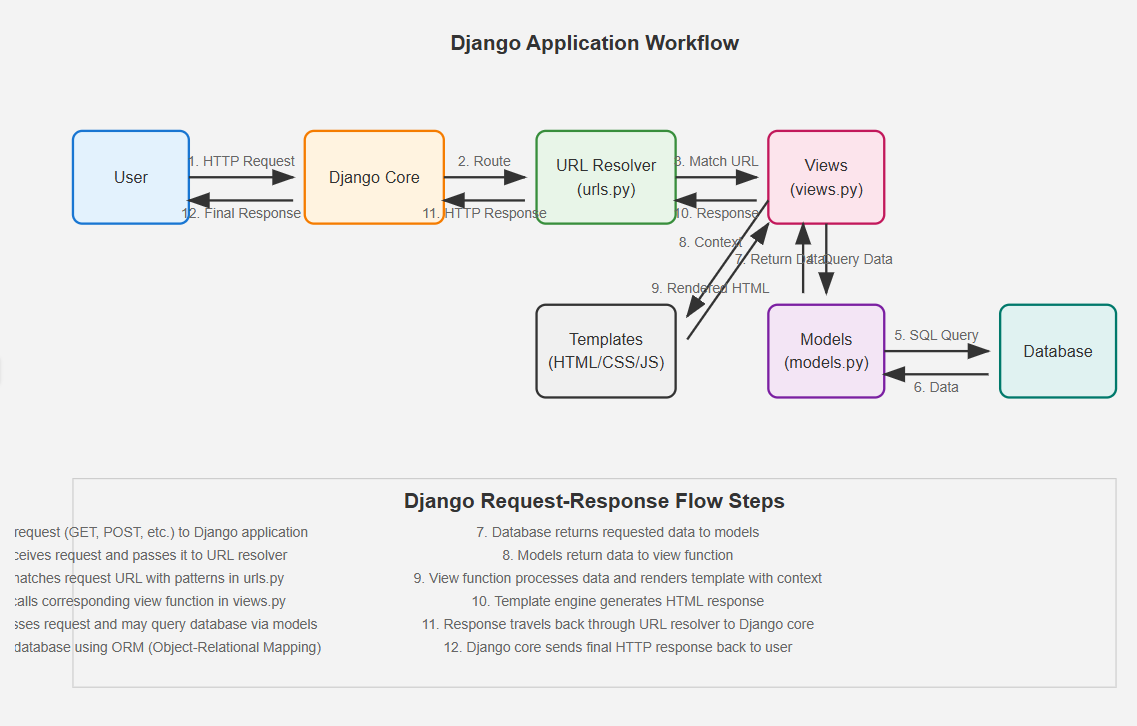 Django Application Workflow
User
1. HTTP Request
12. Final Response
Django Core
2. Route
11. HTTP Response
URL Resolver
(urls.py)
3. Match URL
10. Response
Views
(views.py)
8. Context
7. Return Data
4. Query Data
9. Rendered HTML
Templates
(HTML/CSS/JS)
Models
(models.py)
5. SQL Query
6. Data
Database
Django Request-Response Flow Steps
request (GET, POST, etc.) to Django application
ceives request and passes it to URL resolver
natches request URL with patterns in urls.py
calls corresponding view function in views.py
sses request and may query database via models
database using ORM (Object-Relational Mapping)
7. Database returns requested data to models
8. Models return data to view function
9. View function processes data and renders template with context
10. Template engine generates HTML response
11. Response travels back through URL resolver to Django core
12. Django core sends final HTTP response back to user